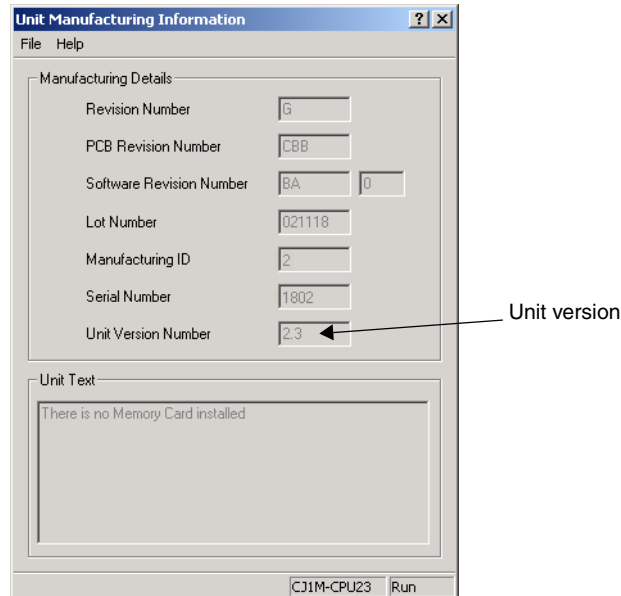 Unit Manufacturing Information
File Help
Manufacturing Details
Revision Number G
PCB Revision Number CBB
Software Revision Number BA 0
Lot Number 021118
Manufacturing ID 2
Serial Number 1802
Unit Version Number 2.3
Unit version
Unit Text
There is no Memory Card installed
CJ1M-CPU23 Run